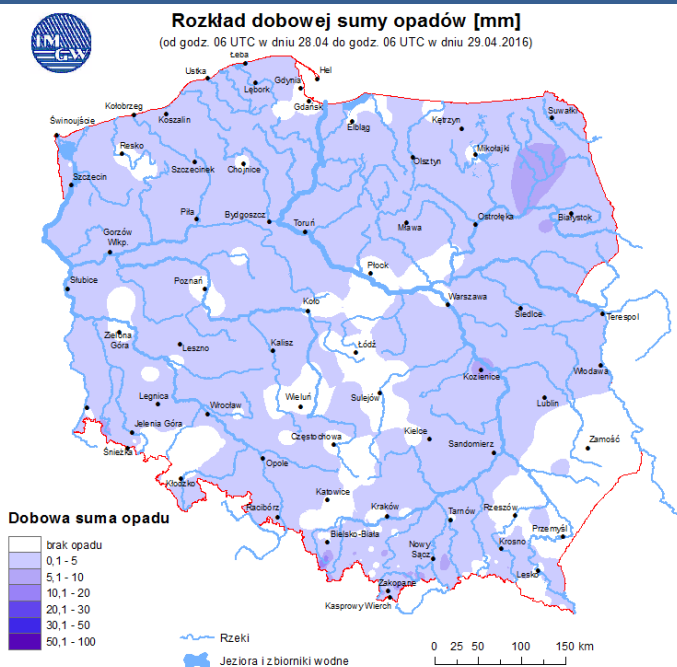 Rozkład dobowej sumy opadów [mm]
(od godz. 06 UTC w dniu 28.04 do godz. 06 UTC w dniu 29.04.2016)
IM
GW
Łeba
Ustka
Hel
Gdynia
Lębork
Gdańsk
Kołobrzeg
Koszalin
Suwałki
Świnoujście
Elbląg
Kętrzyn
Resko
Mikołajki
Szczecinek
Chojnice
Olsztyn
Szczecin
Piła
Bydgoszcz
Toruń
Mława
Ostrołęka
Białystok
Gorzów
Wlkp.
Płock
Słubice
Poznań
Koło
Warszawa
Siedlce
Terespol
Zielona
Góra
Leszno
Kalisz
Łódź
Kozienice
Włodawa
Legnica
Wrocław
Wieluń
Sulejów
Lublin
Jelenia Góra
Częstochowa
Kielce
Sandomierz
Zamość
Śnieżka
Opole
Kłodzko
Katowice
Racibórz
Kraków
Tarnów
Rzeszów
Przemyśl
Bielsko-Biała
Nowy
Sącz
Krosno
Lesko
Zakopane
Kasprowy Wierch
Dobowa suma opadu
brak opadu
0,1 - 5
5,1 - 10
10,1 - 20
20,1 - 30
30,1 - 50
50,1 - 100
Rzeki
Jeziora i zbiorniki wodne
0 25 50 100 150 km